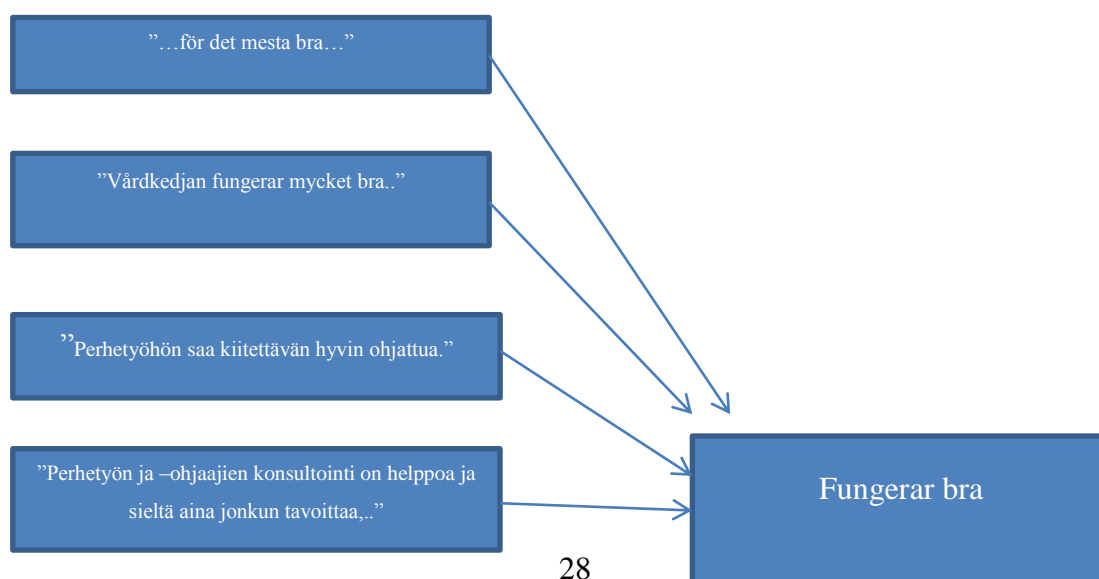 ”…för det mesta bra…”
”Vårdkedjan fungerar mycket bra..”
”Perhetyöhön saa kiitettävän hyvin ohjattua.”
”Perhetyön ja –ohjaajien konsultointi on helppoa ja
sieltä aina jonkun tavoittaa,..”
Fungerar bra
28